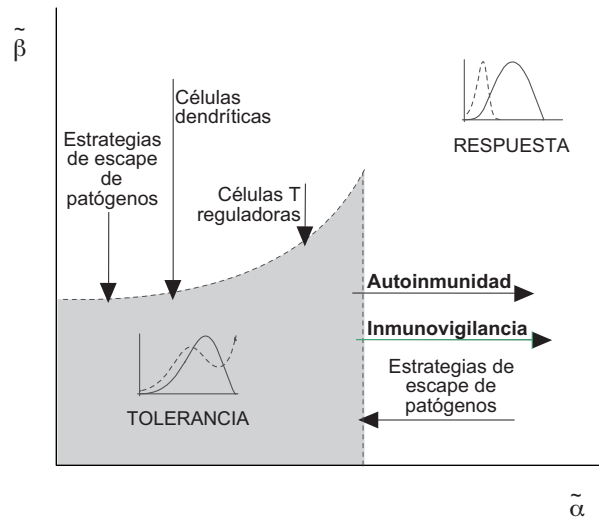 β̃
Células
dendríticas
Estrategias
de escape
de
patógenos
Células T
reguladoras
RESPUESTA
Autoinmunidad
Inmunovigilancia
Estrategias de
escape de
patógenos
TOLERANCIA
α̃